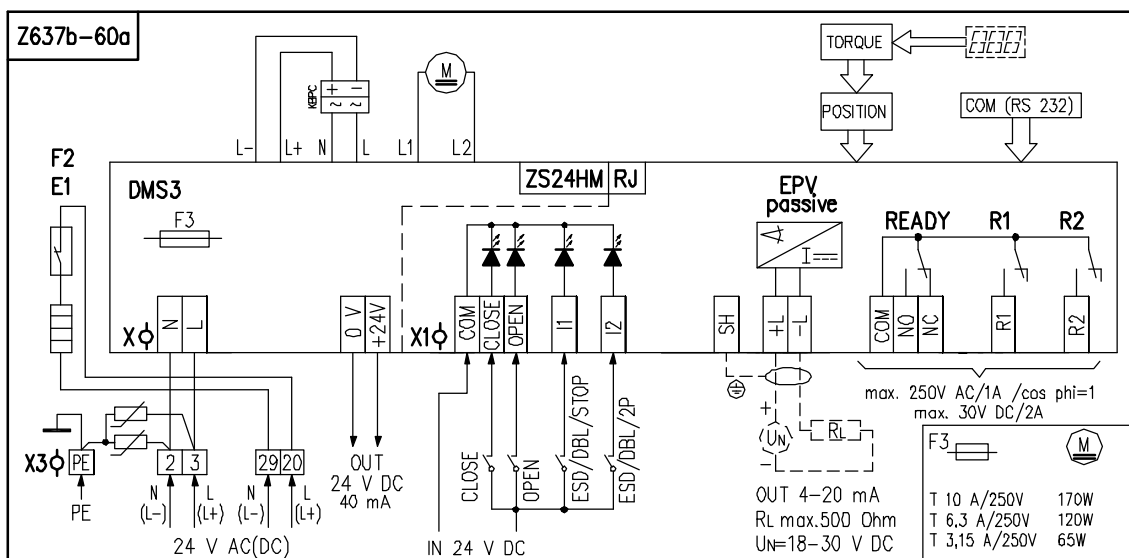 Z637b-60a
TORQUE
POSITION
COM (RS 232)
KBPC
+ −
~ ~
M
L- L+ N L L1 L2
F2
E1
DMS3
F3
ZS24HM RJ
EPV
passive
I
READY R1 R2
X
N
L
0 V
+24V
X1
COM
CLOSE
OPEN
I1
I2
SH
+L
-L
COM
NO
NC
R1
R2
max. 250V AC/1A /cos phi=1
max. 30V DC/2A
X3
PE
2
3
29
20
PE
N
(L-)
L
(L+)
N
(L-)
L
(L+)
24 V AC(DC)
OUT
24 V DC
40 mA
IN 24 V DC
CLOSE
OPEN
ESD/DBL/STOP
ESD/DBL/2P
+
UN
−
RL
OUT 4-20 mA
RL max.500 Ohm
UN=18-30 V DC
F3
M
T 10 A/250V 170W
T 6,3 A/250V 120W
T 3,15 A/250V 65W